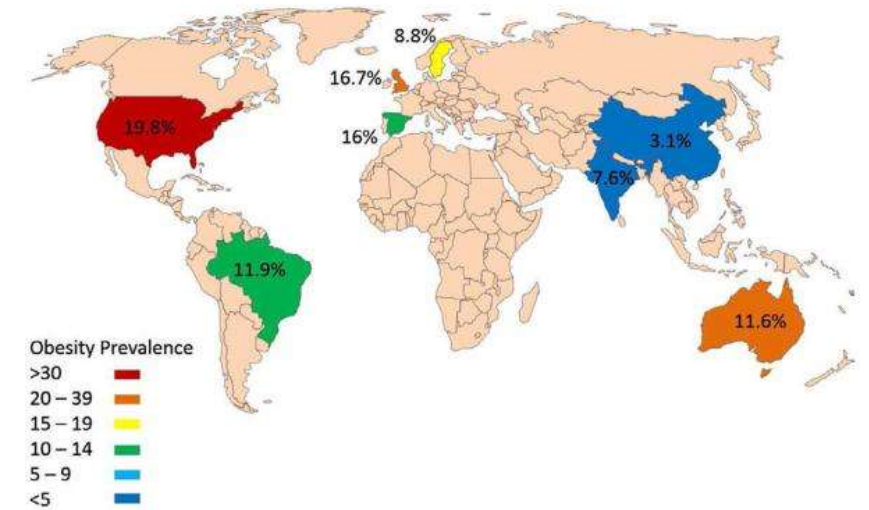 8.8%
16.7%
19.8%
16%
3.1%
7.6%
11.9%
11.6%
Obesity Prevalence
>30
20 – 39
15 – 19
10 – 14
5 – 9
<5